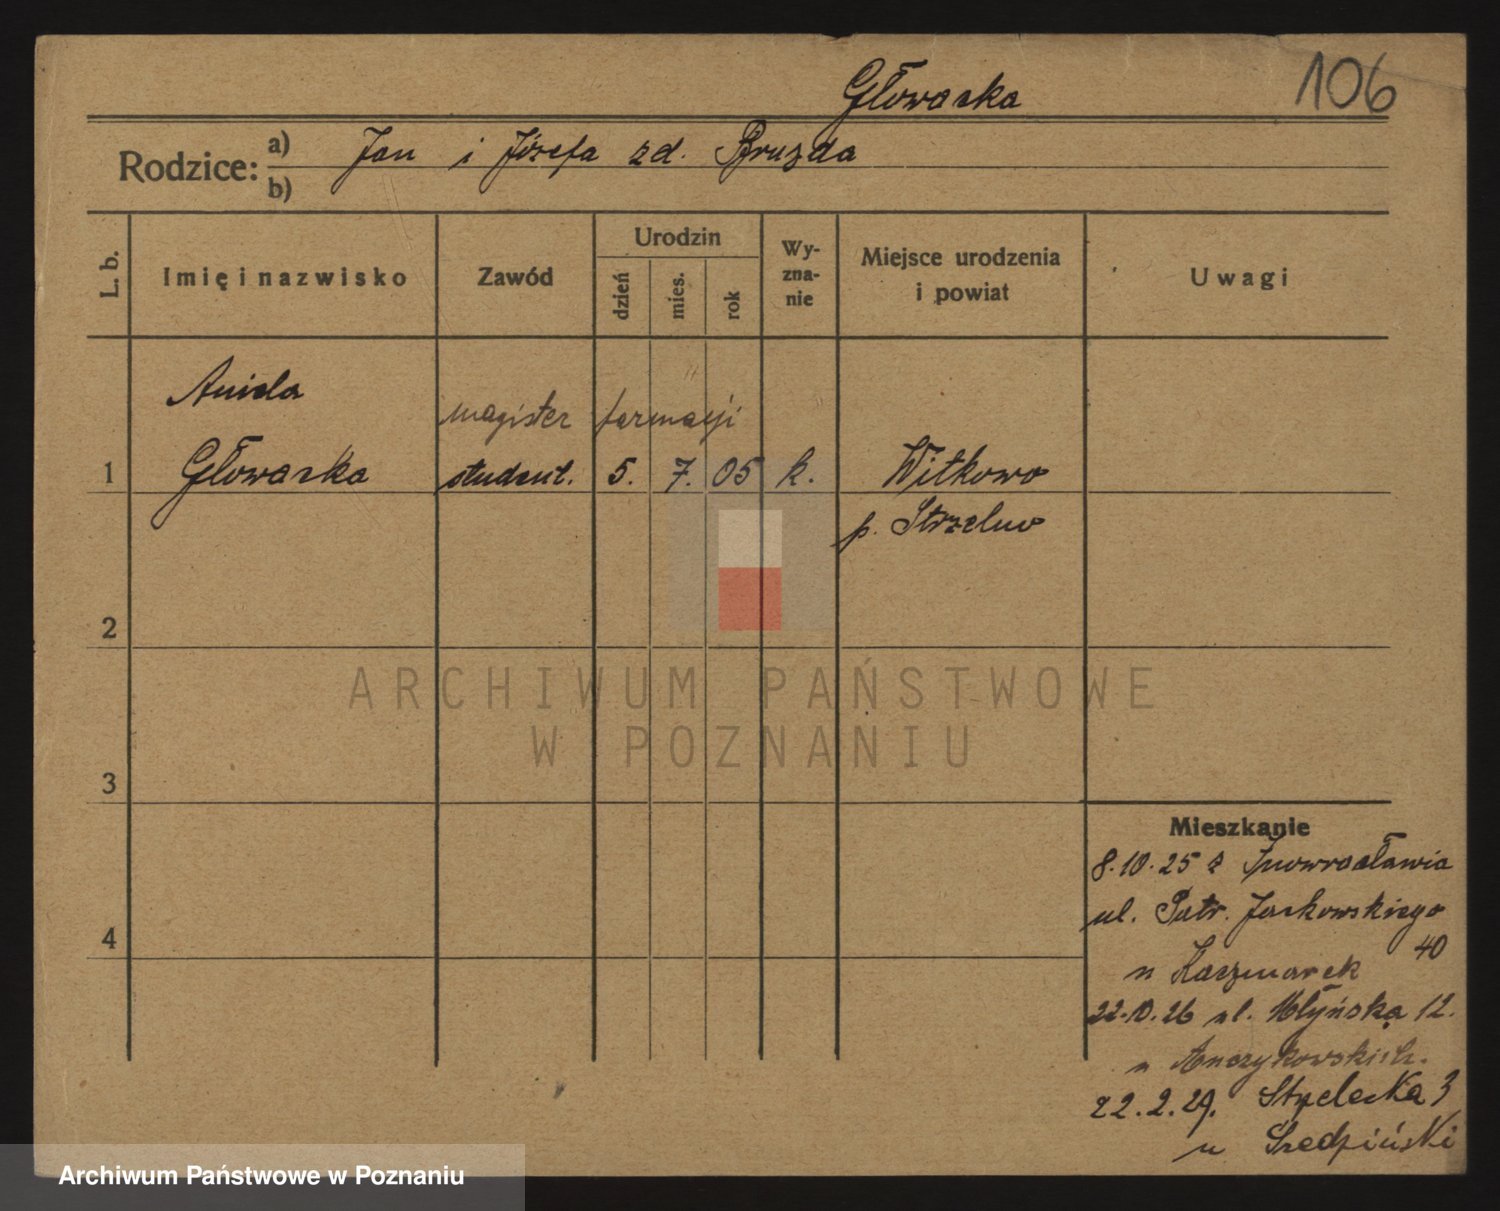 Głowacka
106
Rodzice: a) Jan i Józefa zd. Bruzda
b)
L. b.
Imię i nazwisko
Zawód
Urodzin
dzień
mies.
rok
Wy-
zna-
nie
Miejsce urodzenia
i powiat
Uwagi
Aniela
magister farmacji
1 Głowacka student. 5. 7. 05 k. Witkowo
p. Strzelno
2
3
4
ARCHIWUM PAŃSTWOWE
W POZNANIU
Mieszkanie
8.10.25 z Inowrocławia
ul. Patr. Jackowskiego
40
u Kaczmarek
22.10.26 ul. Młyńska 12.
u
22.2.29. Strzelecka 3
u
Archiwum Państwowe w Poznaniu